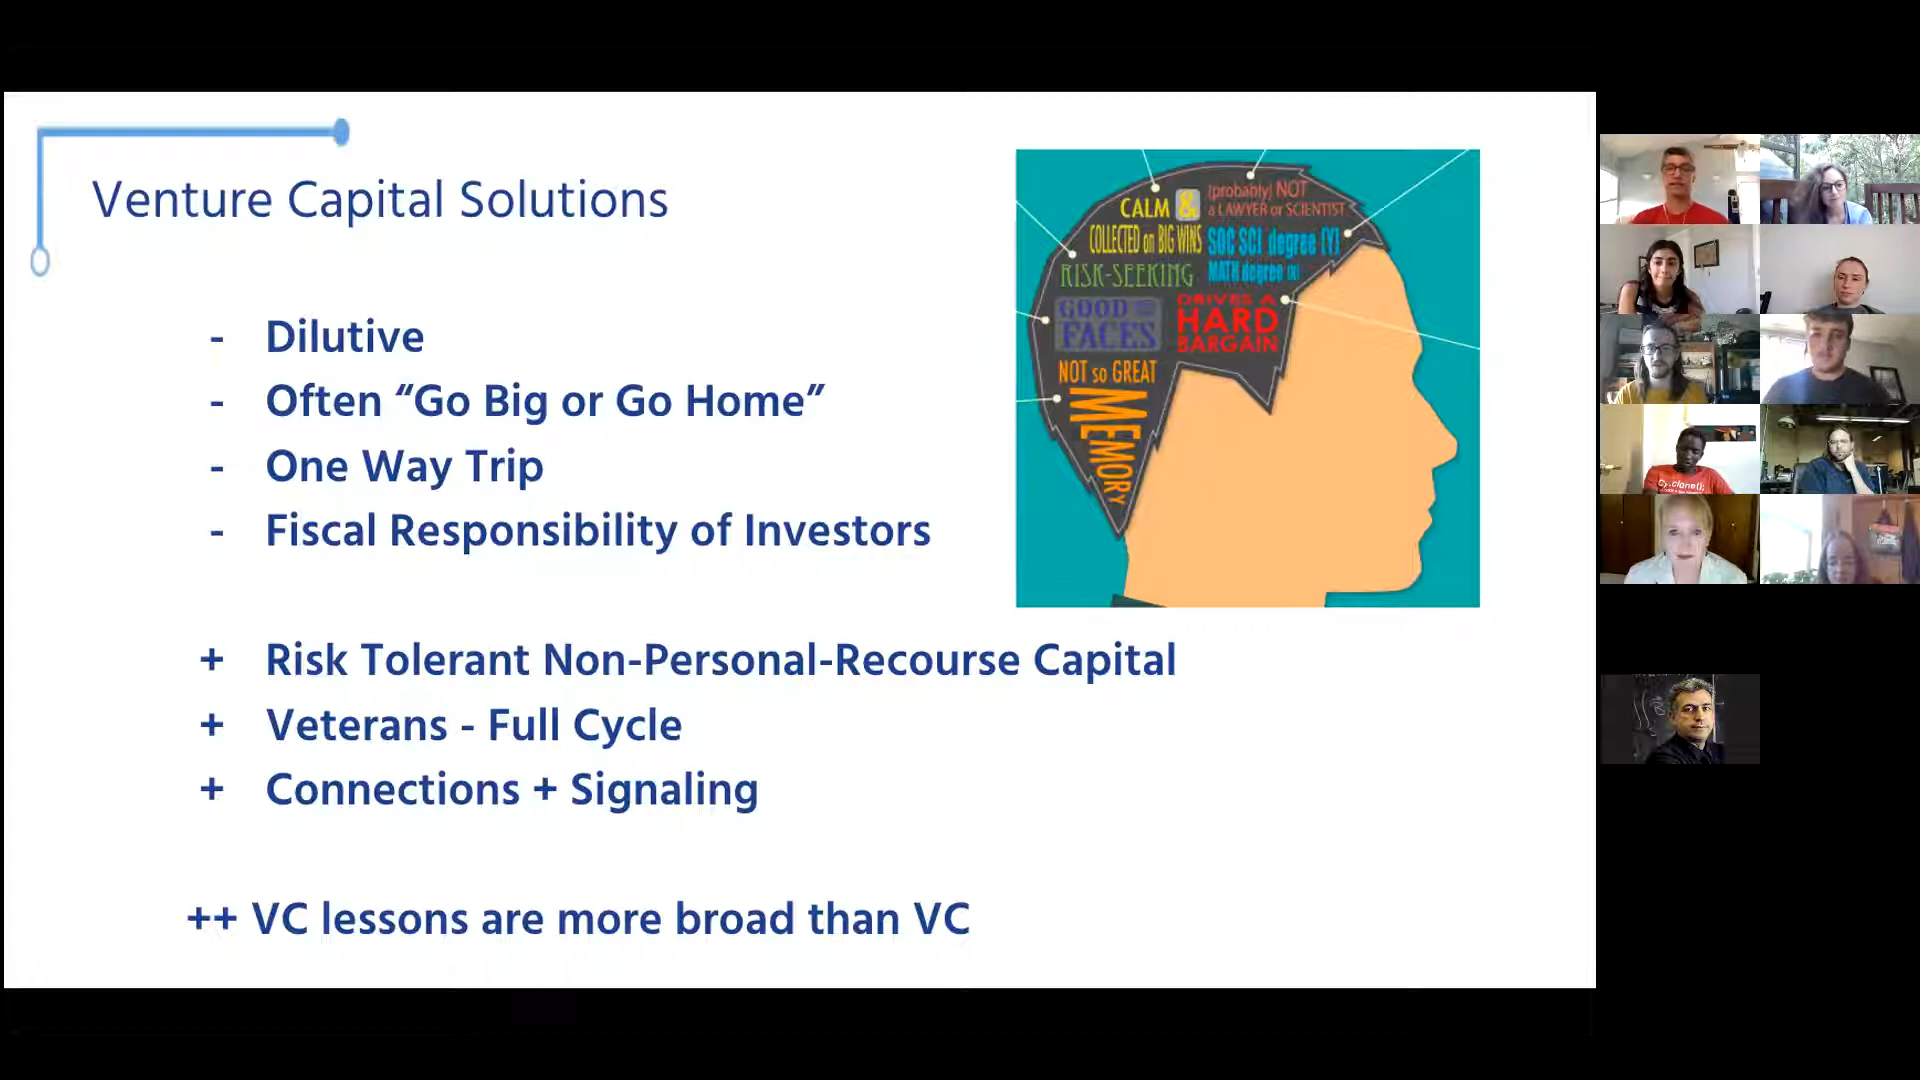 Venture Capital Solutions
- Dilutive
- Often “Go Big or Go Home”
- One Way Trip
- Fiscal Responsibility of Investors
+ Risk Tolerant Non-Personal-Recourse Capital
+ Veterans - Full Cycle
+ Connections + Signaling
++ VC lessons are more broad than VC
CALM &
COLLECTED on BIG WINS
(probably) NOT
a LAWYER or SCIENTIST
SOC SCI degree (Y)
MATH degree
RISK-SEEKING
GOOD
FACES
DRIVES A
HARD
BARGAIN
NOT so GREAT
MEMORY